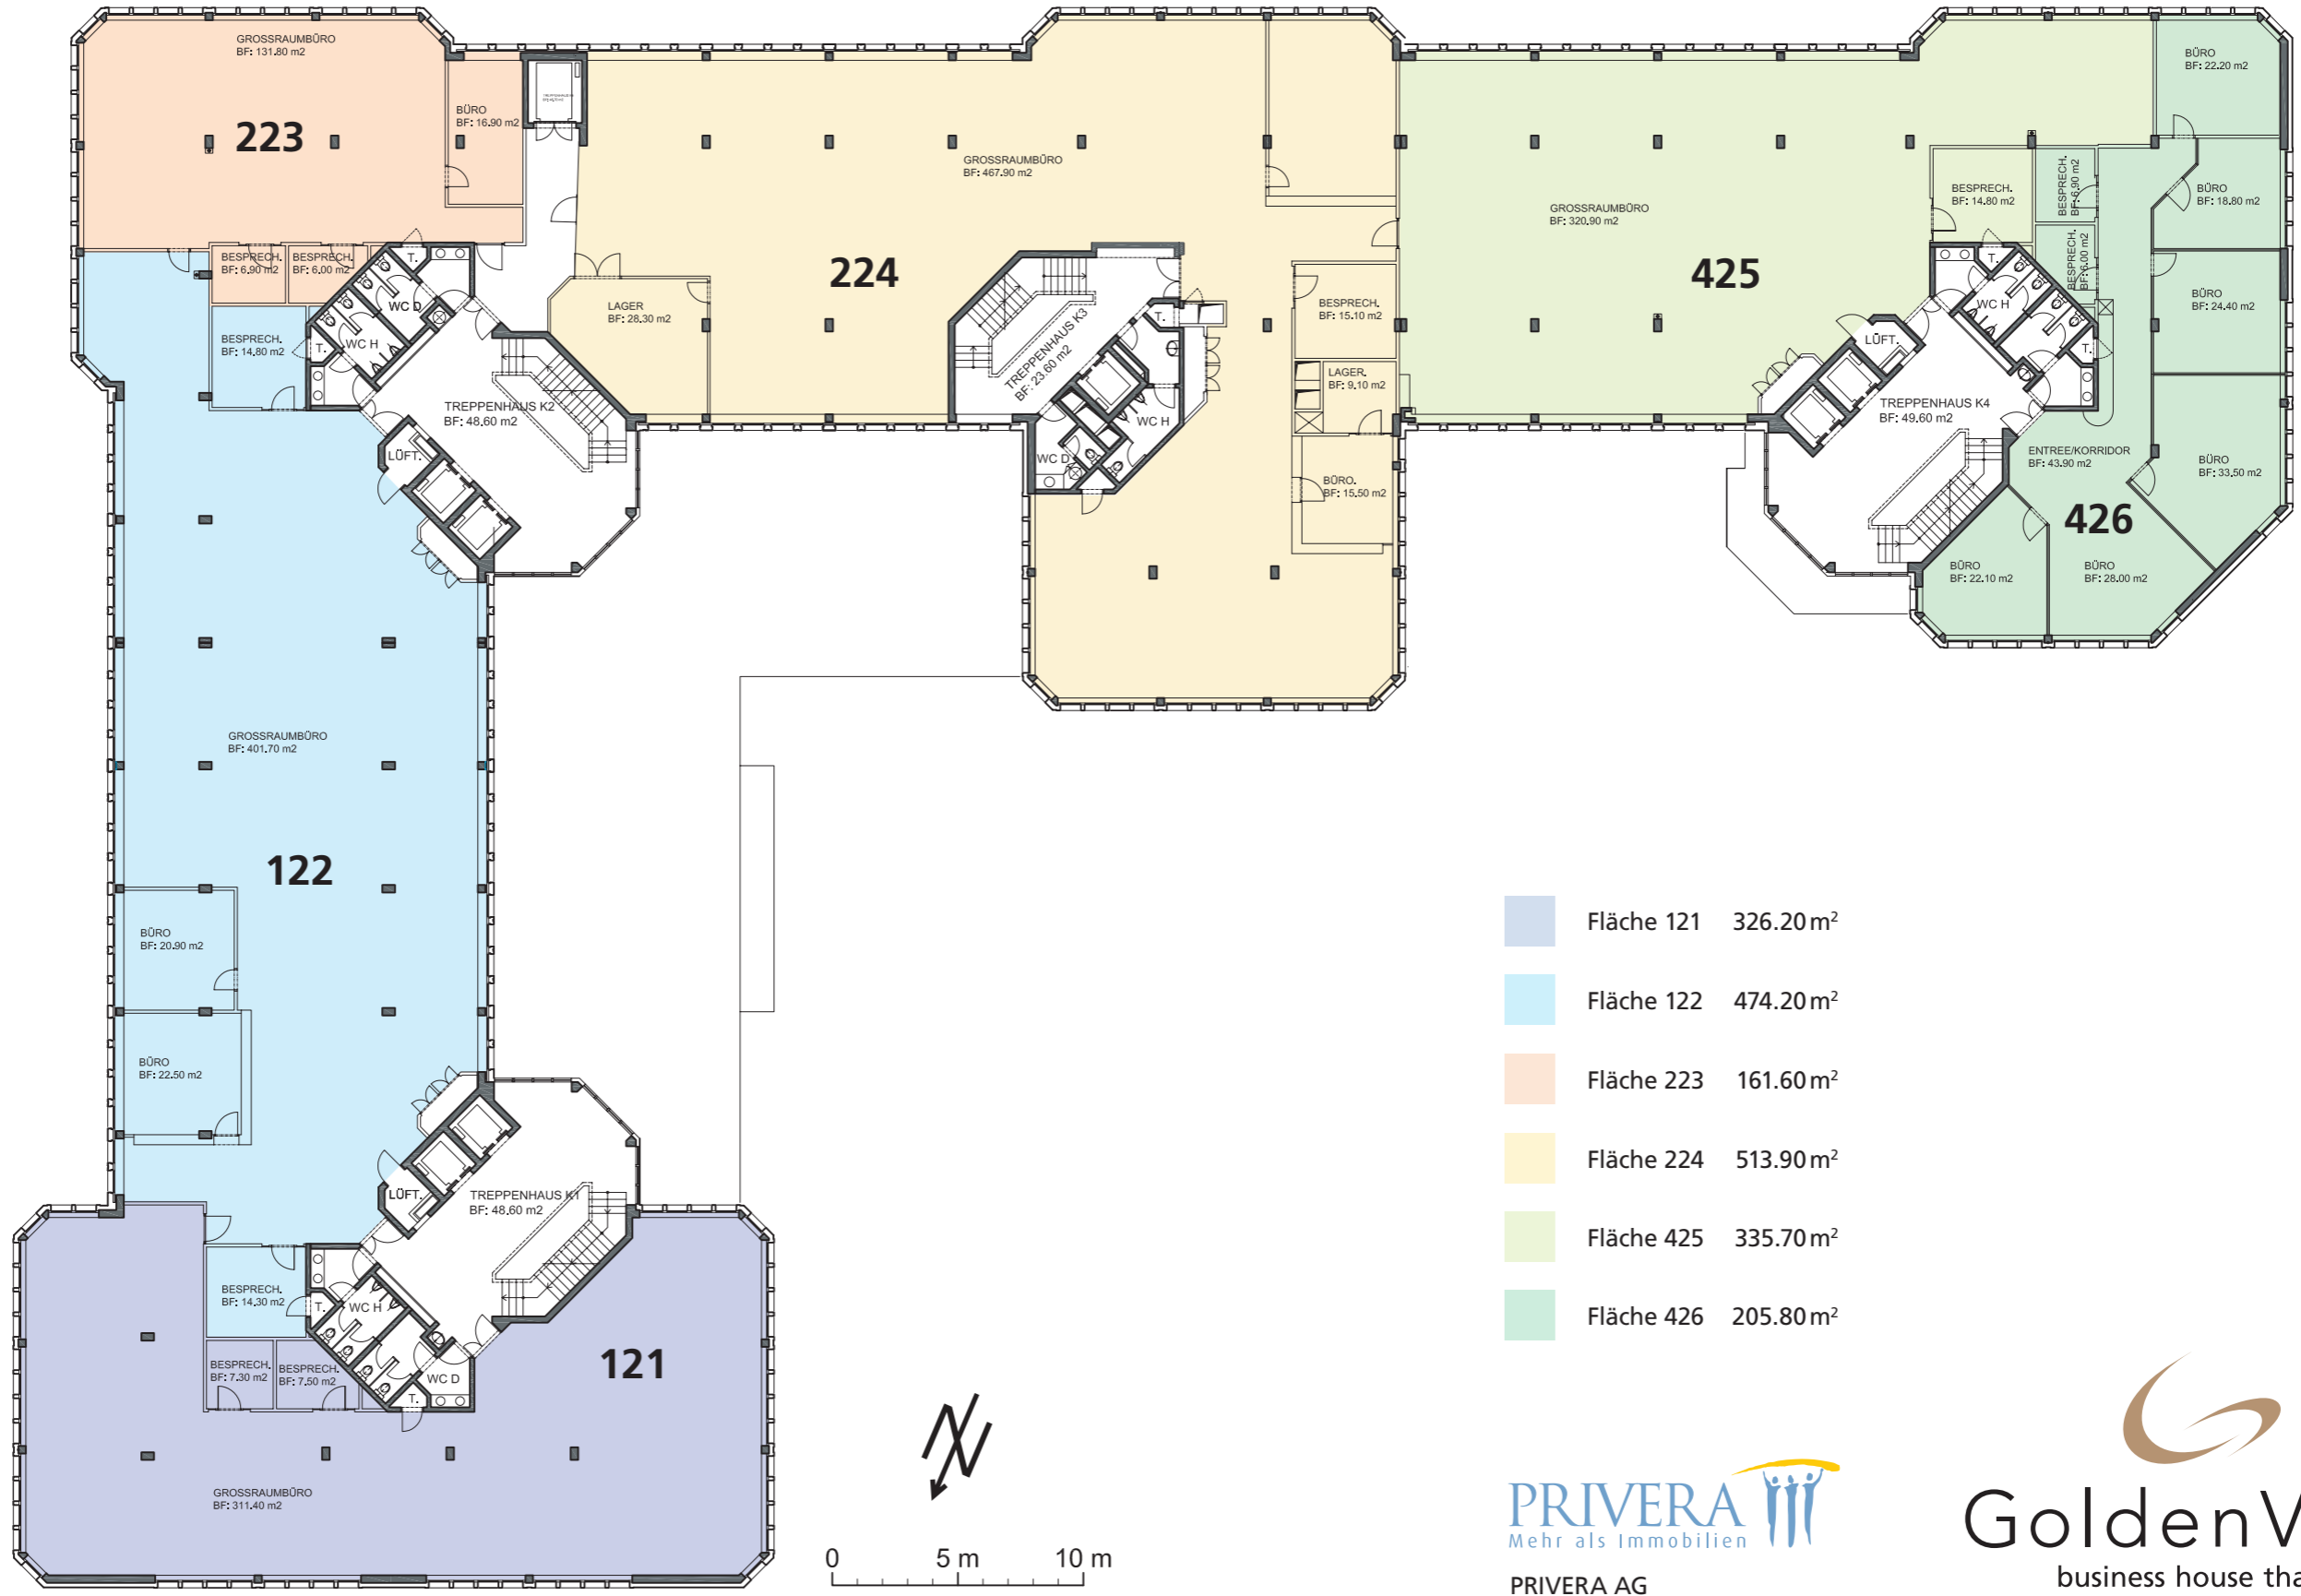 GROSSRAUMBÜRO
BF: 131.80 m2
223
BÜRO
BF: 16.90 m2
BESPRECH.
BF: 6.90 m2
BESPRECH.
BF: 6.00 m2
T.
WC D
WC H
T.
BESPRECH.
BF: 14.80 m2
LÜFT.
TREPPENHAUS K2
BF: 48.60 m2
GROSSRAUMBÜRO
BF: 467.90 m2
224
LAGER
BF: 28.30 m2
TREPPENHAUS K3
BF: 23.60 m2
T.
WC H
WC D
BESPRECH.
BF: 15.10 m2
LAGER.
BF: 9.10 m2
BÜRO.
BF: 15.50 m2
GROSSRAUMBÜRO
BF: 320.90 m2
425
BESPRECH.
BF: 14.80 m2
BESPRECH.
BF: 6.90 m2
BESPRECH.
BF: 6.00 m2
T.
WC H
T.
LÜFT.
TREPPENHAUS K4
BF: 49.60 m2
BÜRO
BF: 22.20 m2
BÜRO
BF: 18.80 m2
BÜRO
BF: 24.40 m2
BÜRO
BF: 33.50 m2
ENTREE/KORRIDOR
BF: 43.90 m2
426
BÜRO
BF: 22.10 m2
BÜRO
BF: 28.00 m2
GROSSRAUMBÜRO
BF: 401.70 m2
122
BÜRO
BF: 20.90 m2
BÜRO
BF: 22.50 m2
LÜFT.
TREPPENHAUS K1
BF: 48.60 m2
BESPRECH.
BF: 14.30 m2
T.
WC H
WC D
T.
BESPRECH.
BF: 7.30 m2
BESPRECH.
BF: 7.50 m2
121
GROSSRAUMBÜRO
BF: 311.40 m2
Fläche 121 326.20 m²
Fläche 122 474.20 m²
Fläche 223 161.60 m²
Fläche 224 513.90 m²
Fläche 425 335.70 m²
Fläche 426 205.80 m²
N
0 5 m 10 m
PRIVERA
Mehr als Immobilien
PRIVERA AG
GoldenV
business house tha